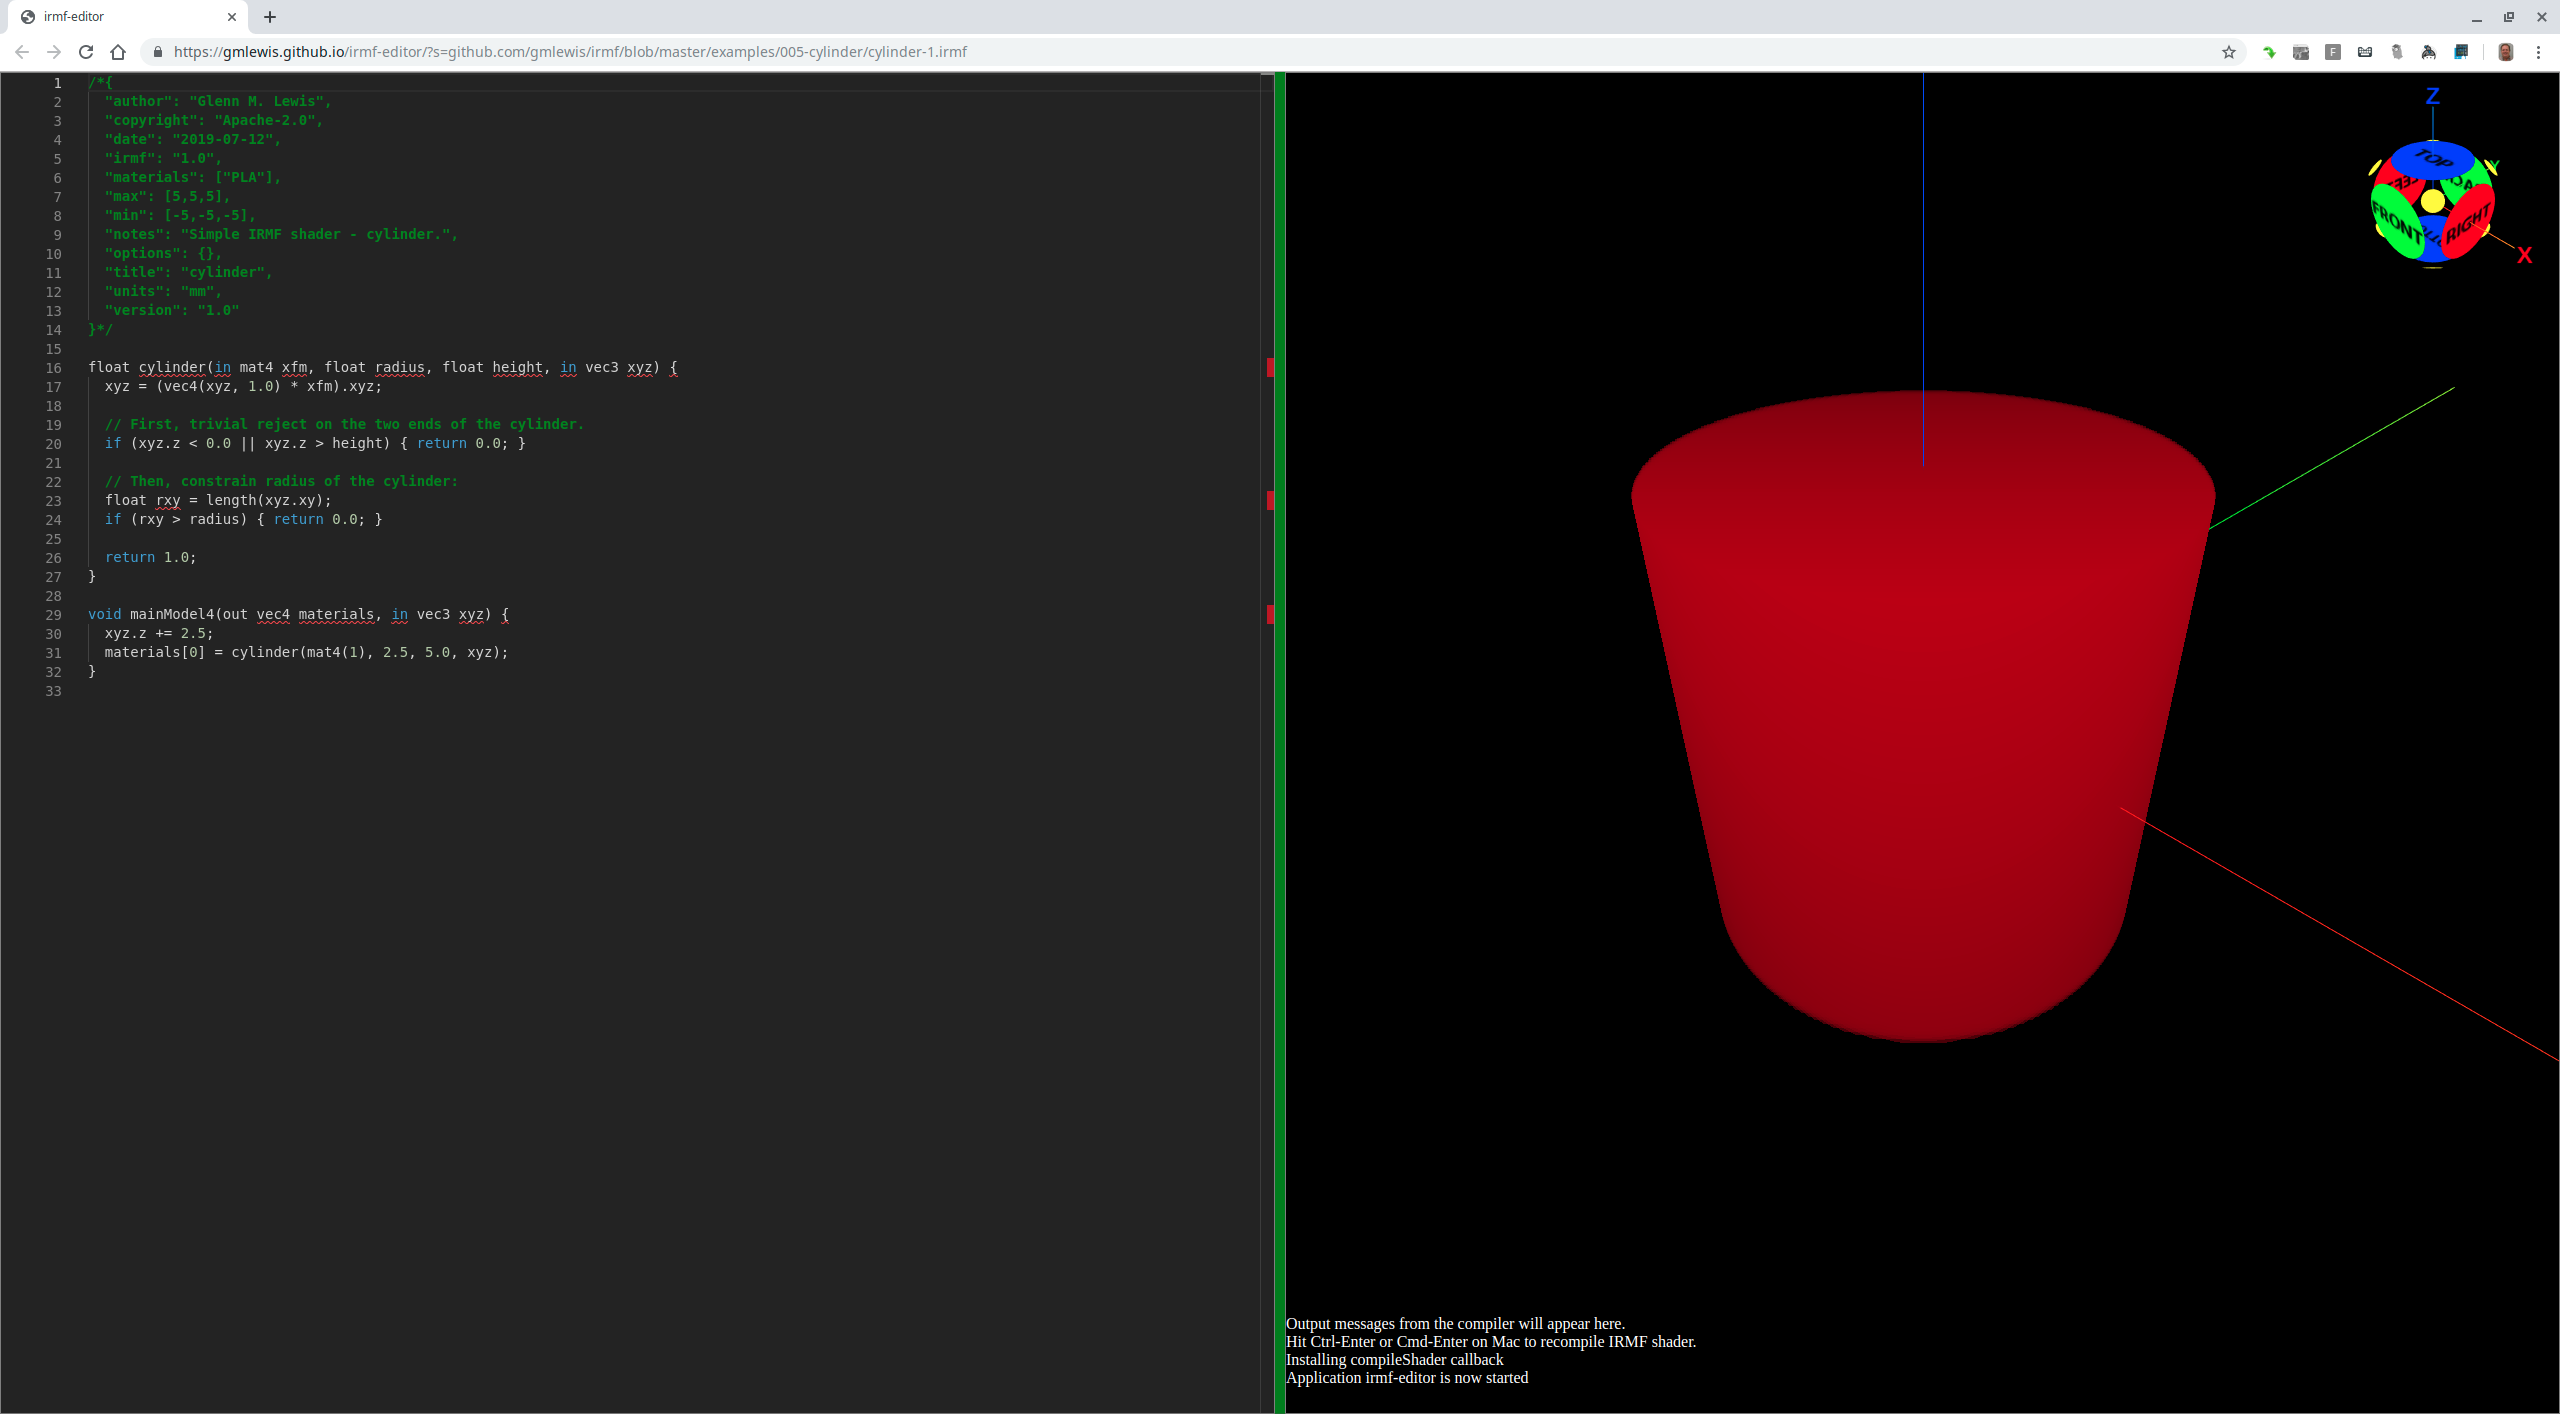 irmf-editor
https://gmlewis.github.io/irmf-editor/?s=github.com/gmlewis/irmf/blob/master/examples/005-cylinder/cylinder-1.irmf
F
1 /*{
2   "author": "Glenn M. Lewis",
3   "copyright": "Apache-2.0",
4   "date": "2019-07-12",
5   "irmf": "1.0",
6   "materials": ["PLA"],
7   "max": [5,5,5],
8   "min": [-5,-5,-5],
9   "notes": "Simple IRMF shader - cylinder.",
10   "options": {},
11   "title": "cylinder",
12   "units": "mm",
13   "version": "1.0"
14 }*/
15
16 float cylinder(in mat4 xfm, float radius, float height, in vec3 xyz) {
17   xyz = (vec4(xyz, 1.0) * xfm).xyz;
18
19   // First, trivial reject on the two ends of the cylinder.
20   if (xyz.z < 0.0 || xyz.z > height) { return 0.0; }
21
22   // Then, constrain radius of the cylinder:
23   float rxy = length(xyz.xy);
24   if (rxy > radius) { return 0.0; }
25
26   return 1.0;
27 }
28
29 void mainModel4(out vec4 materials, in vec3 xyz) {
30   xyz.z += 2.5;
31   materials[0] = cylinder(mat4(1), 2.5, 5.0, xyz);
32 }
33
Z
TOP
Y
FRONT
RIGHT
X
Output messages from the compiler will appear here.
Hit Ctrl-Enter or Cmd-Enter on Mac to recompile IRMF shader.
Installing compileShader callback
Application irmf-editor is now started